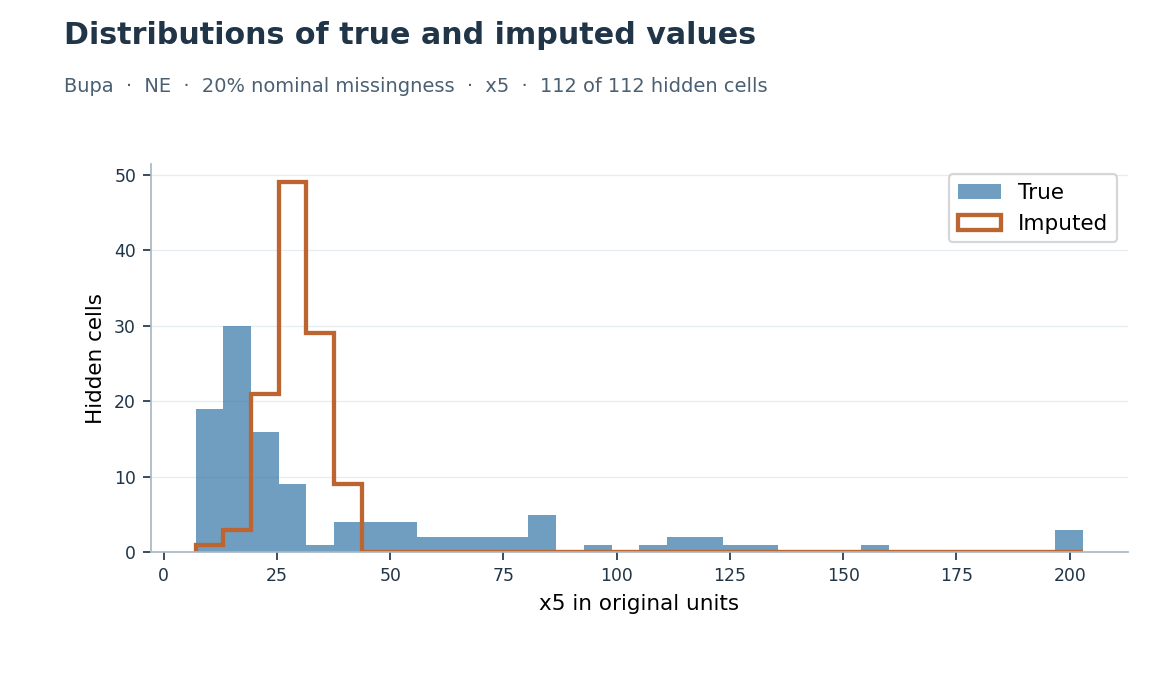 Distributions of true and imputed values
Bupa · NE · 20% nominal missingness · x5 · 112 of 112 hidden cells
True
Imputed
Hidden cells
50
40
30
20
10
0
0 25 50 75 100 125 150 175 200
x5 in original units